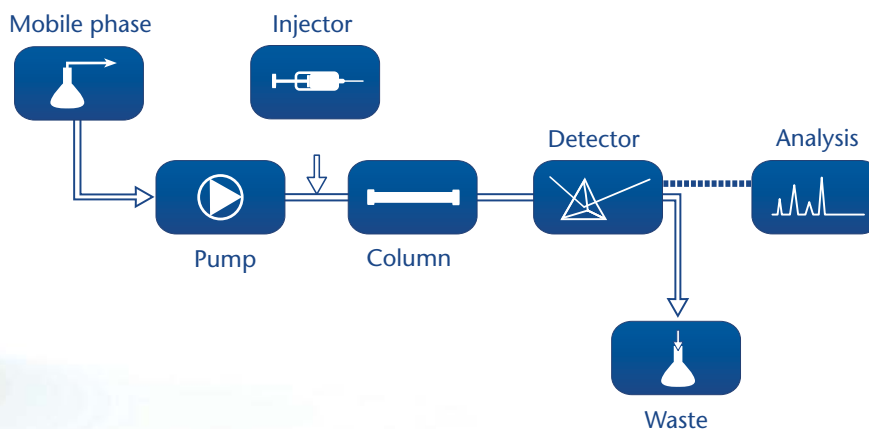 Mobile phase
Injector
Detector
Analysis
Pump
Column
Waste